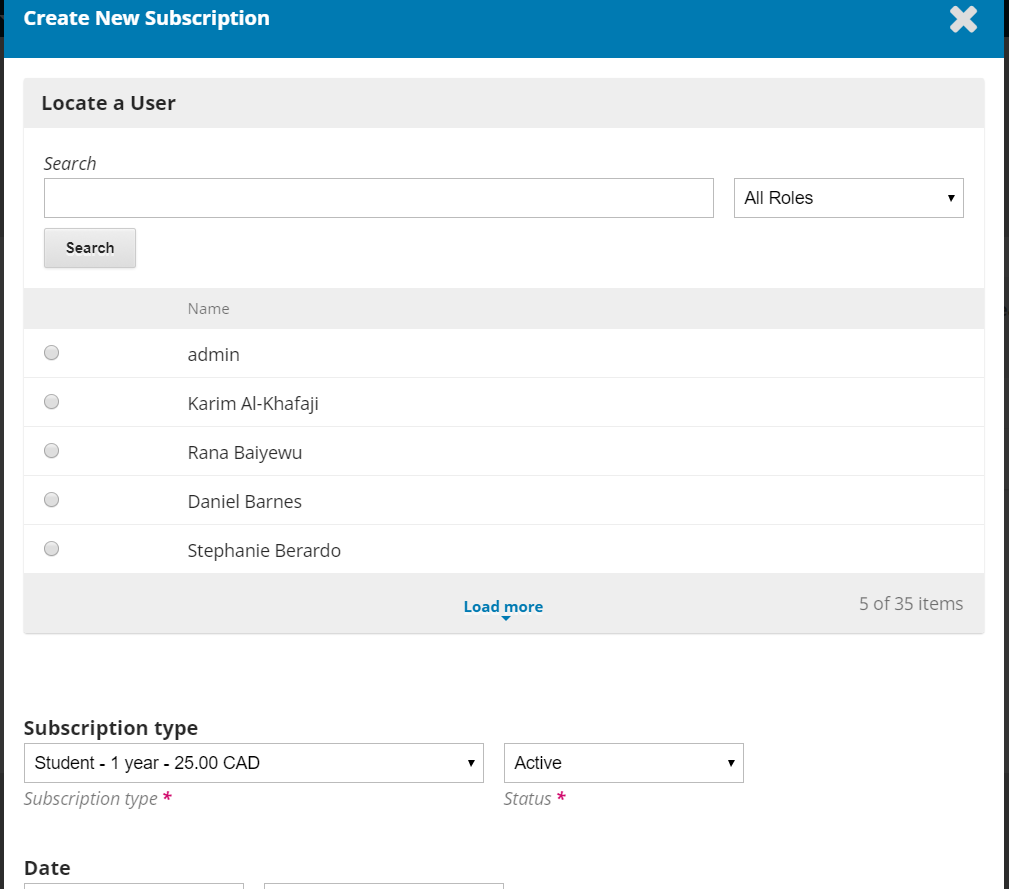 Create New Subscription
Locate a User
Search
All Roles
Search
Name
admin
Karim Al-Khafaji
Rana Baiyewu
Daniel Barnes
Stephanie Berardo
Load more
5 of 35 items
Subscription type
Student - 1 year - 25.00 CAD
Active
Subscription type *
Status *
Date